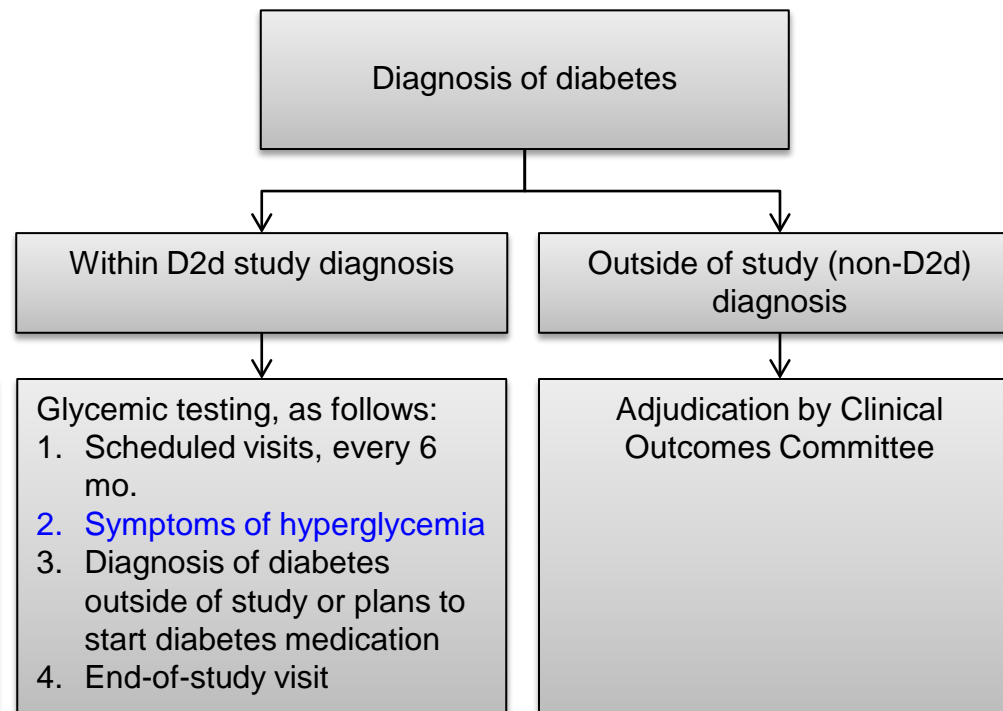 Diagnosis of diabetes
Within D2d study diagnosis
Outside of study (non-D2d)
diagnosis
Glycemic testing, as follows:
1. Scheduled visits, every 6
mo.
2. Symptoms of hyperglycemia
3. Diagnosis of diabetes
outside of study or plans to
start diabetes medication
4. End-of-study visit
Adjudication by Clinical
Outcomes Committee